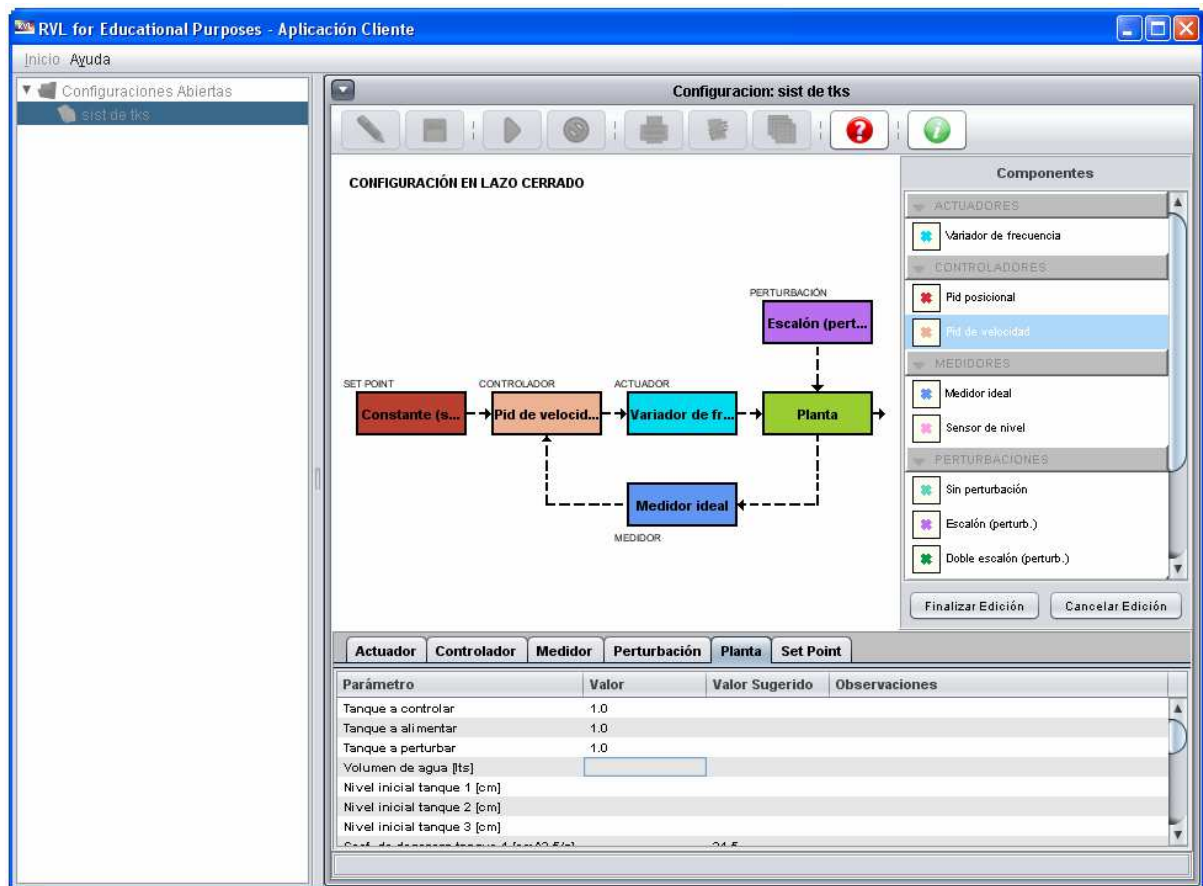 RVL for Educational Purposes - Aplicación Cliente
Inicio Ayuda
Configuraciones Abiertas
sist de tks
Configuracion: sist de tks
CONFIGURACIÓN EN LAZO CERRADO
PERTURBACIÓN
Escalón (pert...
SET POINT
CONTROLADOR
ACTUADOR
Constante (s...
Pid de velocid...
Variador de fr...
Planta
Medidor ideal
MEDIDOR
Componentes
ACTUADORES
Variador de frecuencia
CONTROLADORES
Pid posicional
Pid de velocidad
MEDIDORES
Medidor ideal
Sensor de nivel
PERTURBACIONES
Sin perturbación
Escalón (perturb.)
Doble escalón (perturb.)
Finalizar Edición Cancelar Edición
Actuador Controlador Medidor Perturbación Planta Set Point
Parámetro Valor Valor Sugerido Observaciones
Tanque a controlar 1.0
Tanque a alimentar 1.0
Tanque a perturbar 1.0
Volumen de agua [lts]
Nivel inicial tanque 1 [cm]
Nivel inicial tanque 2 [cm]
Nivel inicial tanque 3 [cm]